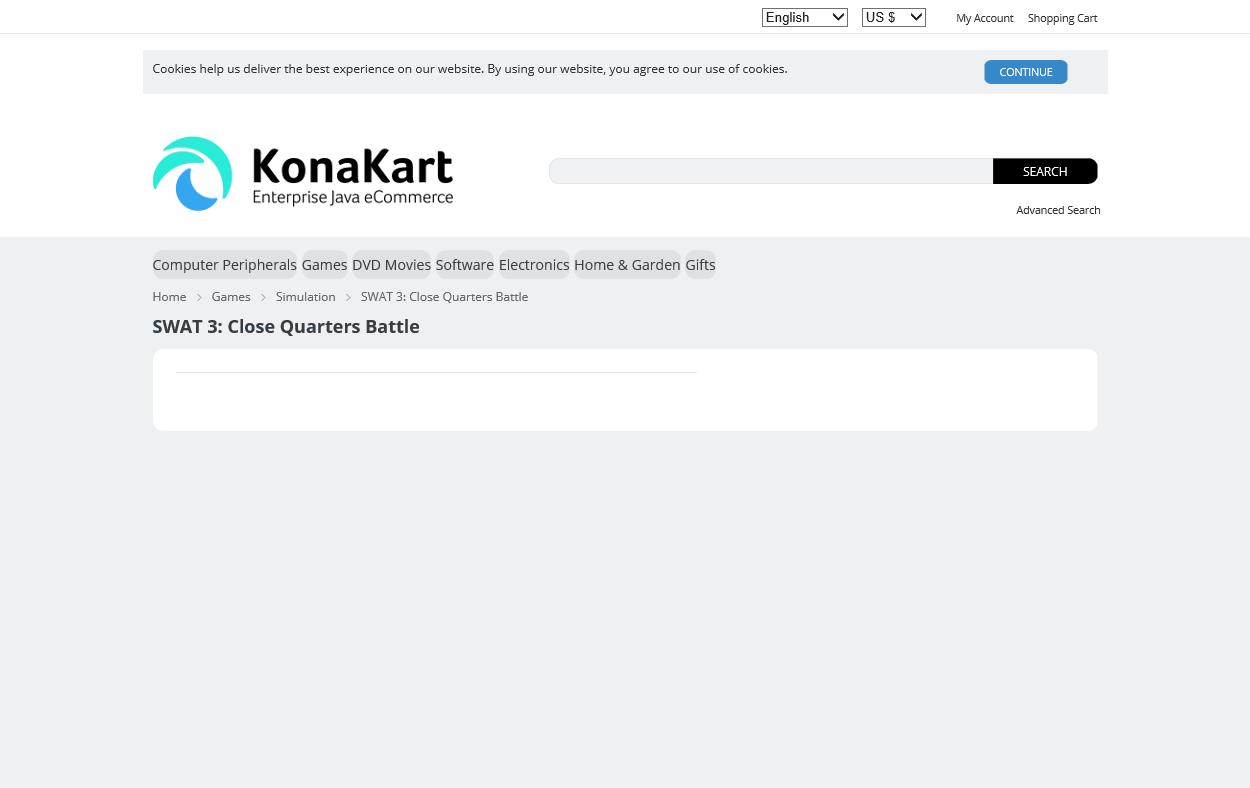 English US $ My Account Shopping Cart
Cookies help us deliver the best experience on our website. By using our website, you agree to our use of cookies. CONTINUE
KonaKart
Enterprise Java eCommerce
SEARCH
Advanced Search
Computer Peripherals Games DVD Movies Software Electronics Home & Garden Gifts
Home Games Simulation SWAT 3: Close Quarters Battle
SWAT 3: Close Quarters Battle